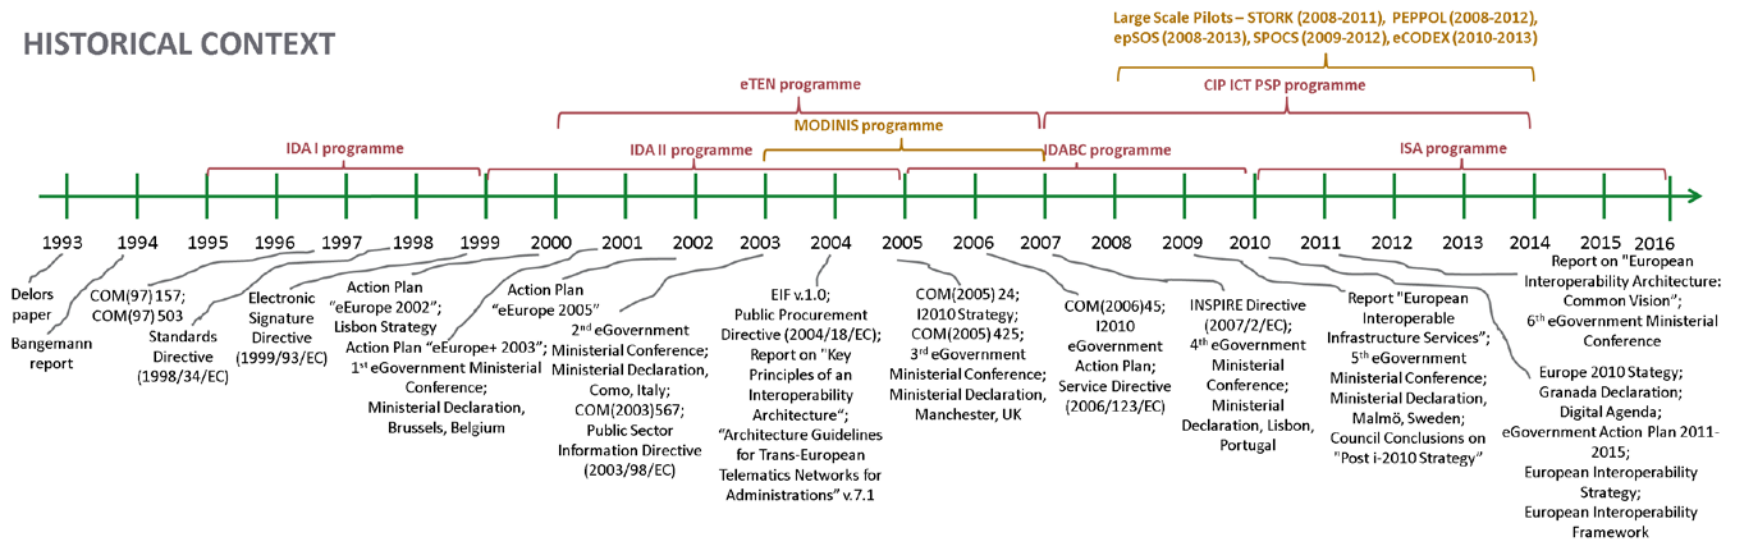 HISTORICAL CONTEXT
Large Scale Pilots – STORK (2008-2011), PEPPOL (2008-2012),
epSOS (2008-2013), SPOCS (2009-2012), eCODEX (2010-2013)
eTEN programme
CIP ICT PSP programme
MODINIS programme
IDA I programme
IDA II programme
IDABC programme
ISA programme
1993 1994 1995 1996 1997 1998 1999 2000 2001 2002 2003 2004 2005 2006 2007 2008 2009 2010 2011 2012 2013 2014 2015 2016
Delors
paper
Bangemann
report
COM(97) 157;
COM(97) 503
Standards
Directive
(1998/34/EC)
Electronic
Signature
Directive
(1999/93/EC)
Action Plan
"eEurope 2002";
Lisbon Strategy
Action Plan "eEurope+ 2003";
1st eGovernment Ministerial
Conference;
Ministerial Declaration,
Brussels, Belgium
Action Plan
"eEurope 2005"
2nd eGovernment
Ministerial Conference;
Ministerial Declaration,
Como, Italy;
COM(2003)567;
Public Sector
Information Directive
(2003/98/EC)
EIF v.1.0;
Public Procurement
Directive (2004/18/EC);
Report on "Key
Principles of an
Interoperability
Architecture";
"Architecture Guidelines
for Trans-European
Telematics Networks for
Administrations" v.7.1
COM(2005) 24;
I2010 Strategy;
COM(2005) 425;
3rd eGovernment
Ministerial Conference;
Ministerial Declaration,
Manchester, UK
COM(2006)45;
I2010
eGovernment
Action Plan;
Service Directive
(2006/123/EC)
INSPIRE Directive
(2007/2/EC);
4th eGovernment
Ministerial
Conference;
Ministerial
Declaration, Lisbon,
Portugal
Report "European
Interoperable
Infrastructure Services";
5th eGovernment
Ministerial Conference;
Ministerial Declaration,
Malmö, Sweden;
Council Conclusions on
"Post i-2010 Strategy"
Report on "European
Interoperability Architecture:
Common Vision";
6th eGovernment Ministerial
Conference
Europe 2010 Stategy;
Granada Declaration;
Digital Agenda;
eGovernment Action Plan 2011-
2015;
European Interoperability
Strategy;
European Interoperability
Framework